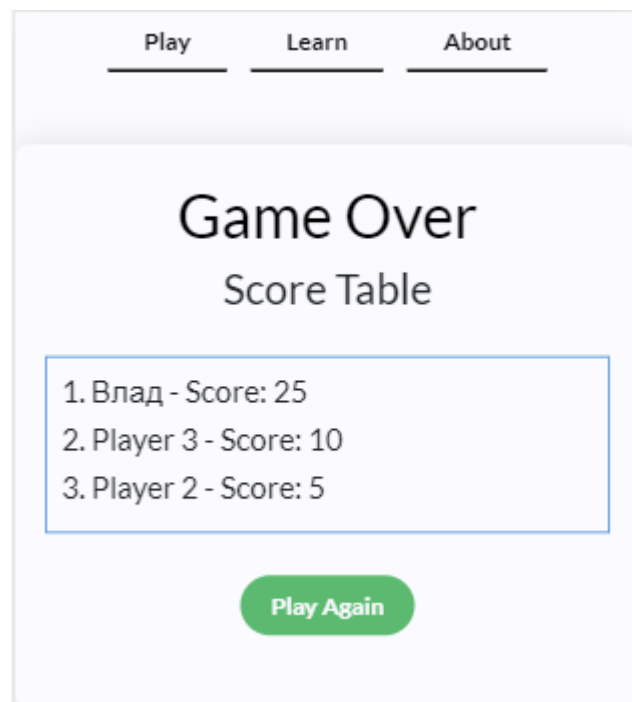 Play Learn About
Game Over
Score Table
1. Влад - Score: 25
2. Player 3 - Score: 10
3. Player 2 - Score: 5
Play Again